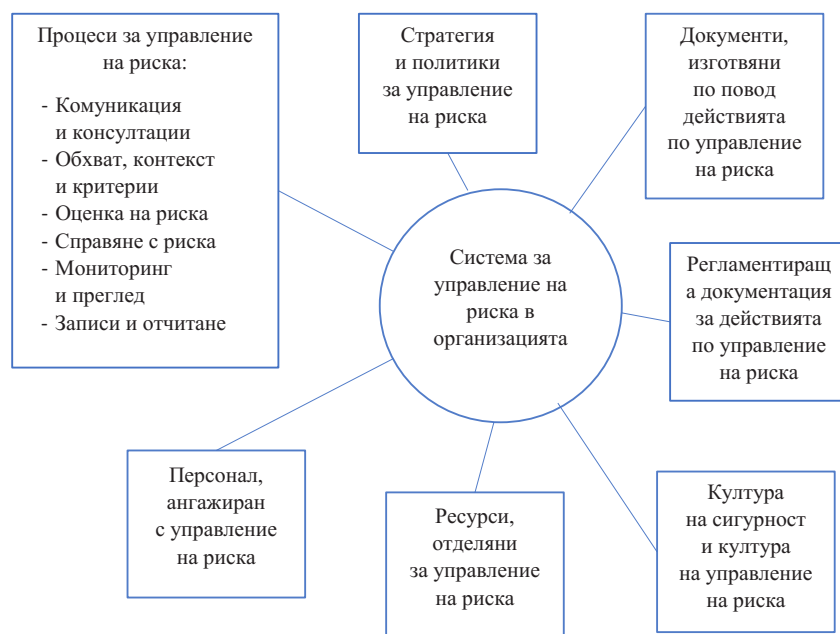 Процеси за управление
на риска:
- Комуникация
и консултации
- Обхват, контекст
и критерии
- Оценка на риска
- Справяне с риска
- Мониторинг
и преглед
- Записи и отчитане
Стратегия
и политики
за управление
на риска
Документи,
изготвяни
по повод
действията
по управление
на риска
Система за
управление на
риска в
организацията
Регламентиращ
а документация
за действията
по управление
на риска
Персонал,
ангажиран
с управление
на риска
Ресурси,
отделяни
за управление
на риска
Култура
на сигурност
и култура
на управление
на риска